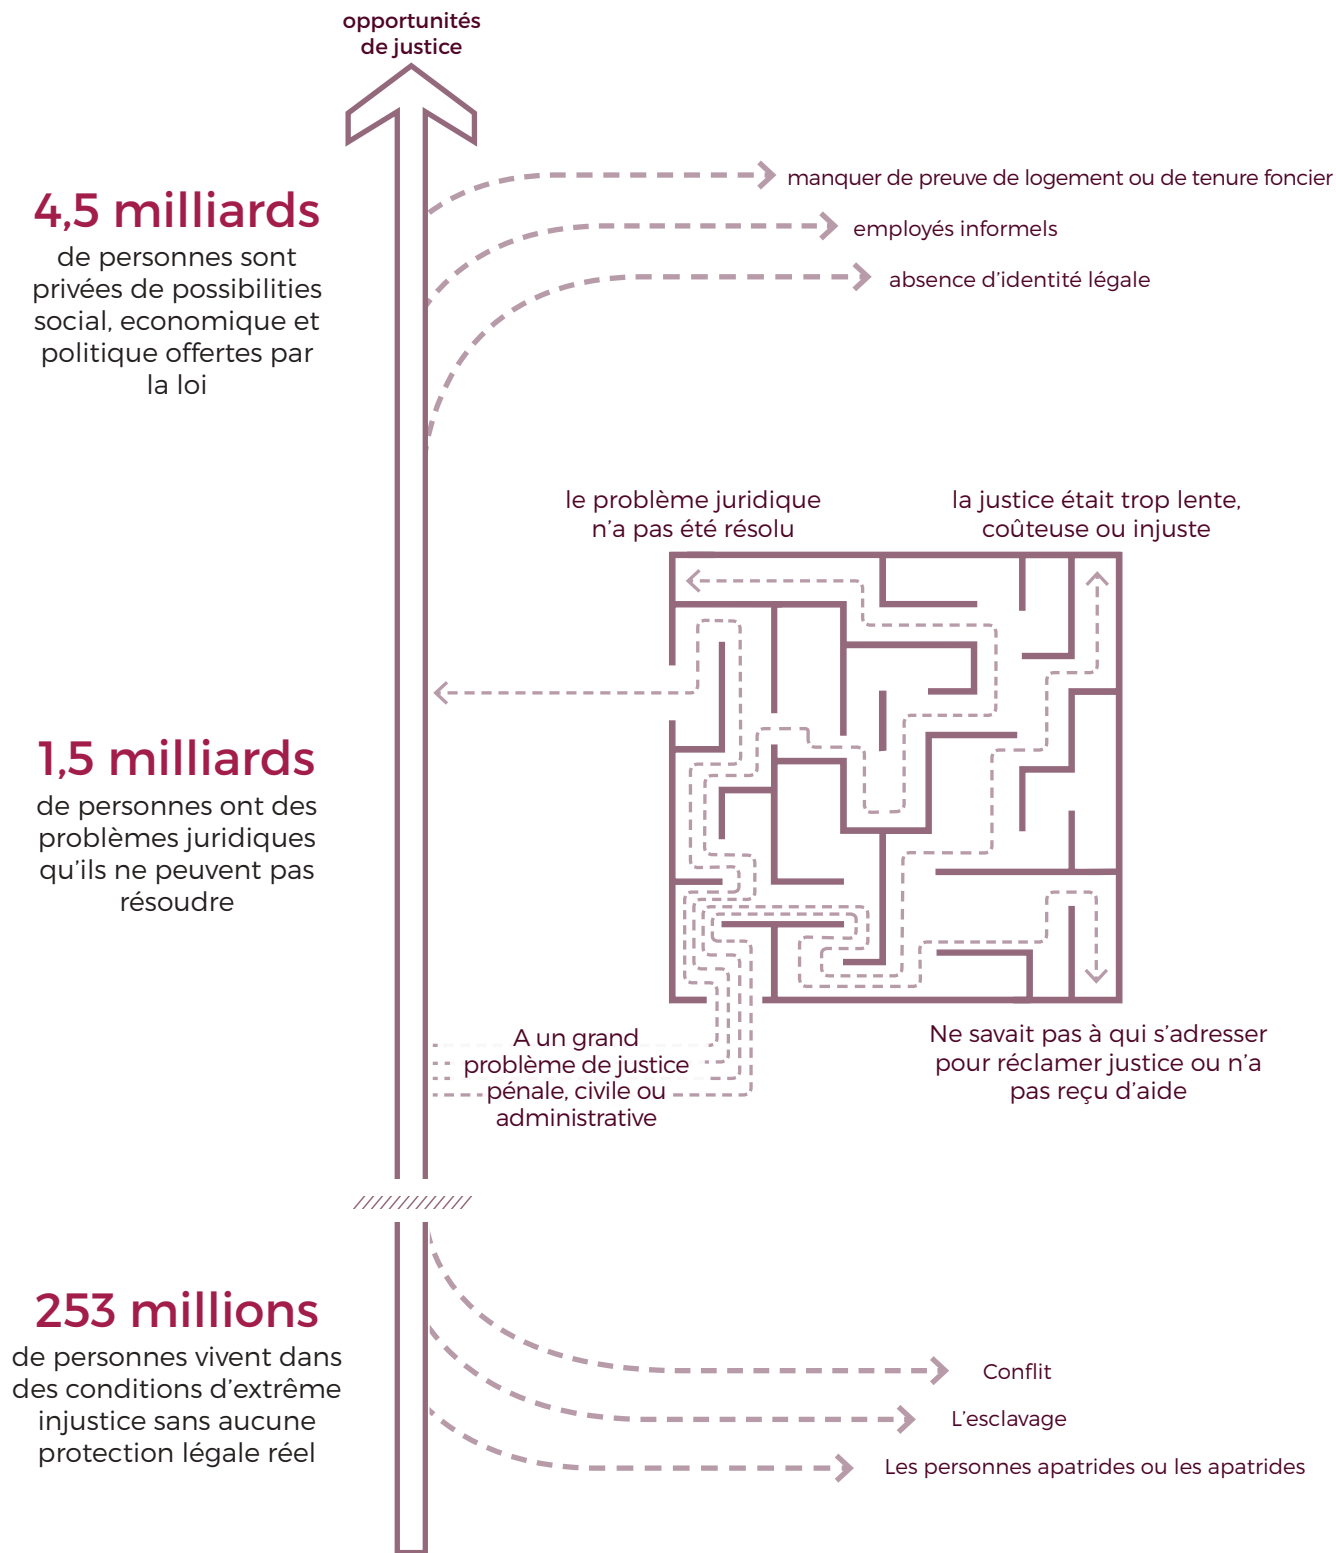 opportunités
de justice
4,5 milliards
de personnes sont
privées de possibilities
social, economique et
politique offertes par
la loi
manquer de preuve de logement ou de tenure foncier
employés informels
absence d'identité légale
le problème juridique
n'a pas été résolu
la justice était trop lente,
coûteuse ou injuste
1,5 milliards
de personnes ont des
problèmes juridiques
qu'ils ne peuvent pas
résoudre
A un grand
problème de justice
pénale, civile ou
administrative
Ne savait pas à qui s'adresser
pour réclamer justice ou n'a
pas reçu d'aide
253 millions
de personnes vivent dans
des conditions d'extrême
injustice sans aucune
protection légale réel
Conflit
L'esclavage
Les personnes apatrides ou les apatrides